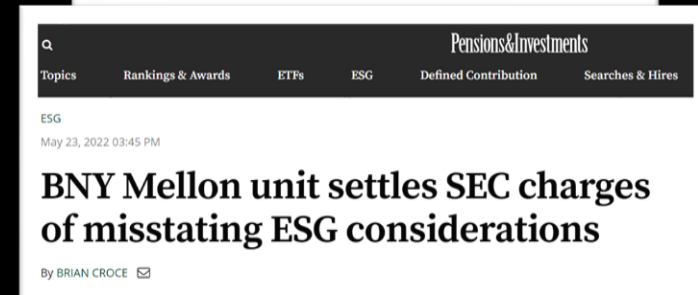 Pensions&Investments
Topics Rankings & Awards ETFs ESG Defined Contribution Searches & Hires
ESG
May 23, 2022 03:45 PM
BNY Mellon unit settles SEC charges
of misstating ESG considerations
By BRIAN CROCE